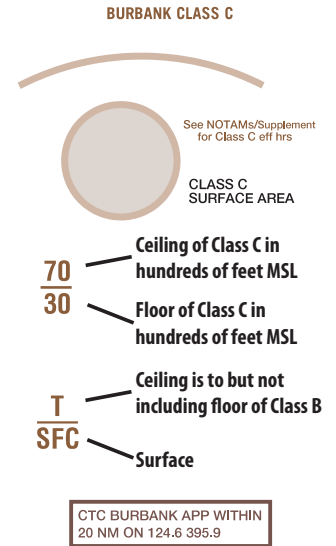 BURBANK CLASS C
See NOTAMs/Supplement
for Class C eff hrs
CLASS C
SURFACE AREA
70
30
Ceiling of Class C in
hundreds of feet MSL
Floor of Class C in
hundreds of feet MSL
T
SFC
Ceiling is to but not
including floor of Class B
Surface
CTC BURBANK APP WITHIN
20 NM ON 124.6 395.9